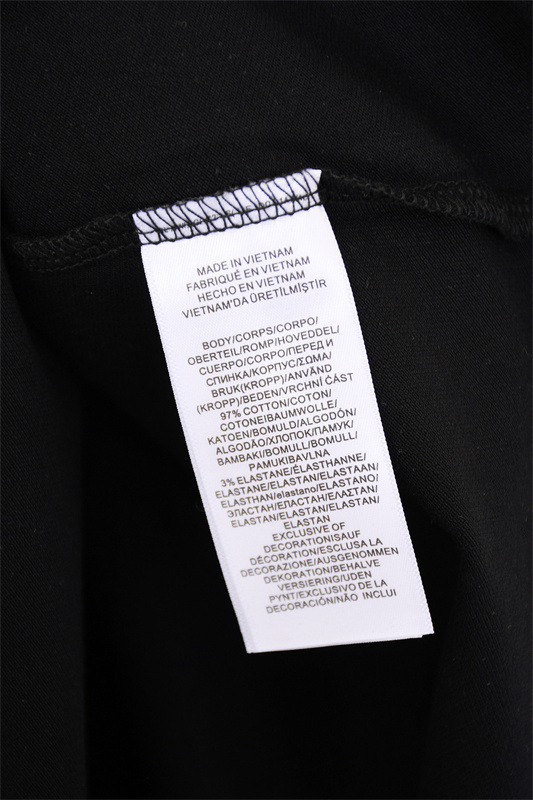 MADE IN VIETNAM
FABRIQUÉ EN VIETNAM
HECHO EN VIETNAM
VIETNAM'DA ÜRETİLMİŞTİR
BODY/CORPS/CORPO/
OBERTEIL/ROMP/HOVEDDEL/
CUERPO/CORPO/ПЕРЕД И
СПИНКА/КОРПУС/ΣΩΜΑ/
BRUK(KROPP)/ANVÄND
(KROPP)/BEDEN/VRCHNÍ ČÁST
97% COTTON/COTON/
COTONE/BAUMWOLLE/
KATOEN/BOMULD/ALGODÓN/
ALGODÃO/ХЛОПОК/ПАМУК/
BAMBAKI/BOMULL/BOMULL/
PAMUK/BAVLNA
3% ELASTANE/ÉLASTHANNE/
ELASTANE/ELASTAN/ELASTAAN/
ELASTHAN/elastano/ELASTANO/
ЭЛАСТАН/ЕЛАСТАН/ΕΛΑΣΤΑΝ/
ELASTAN/ELASTAN/ELASTAN/
ELASTAN
EXCLUSIVE OF
DECORATION/SAUF
DÉCORATION/ESCLUSA LA
DECORAZIONE/AUSGENOMMEN
DEKORATION/BEHALVE
VERSIERING/UDEN
PYNT/EXCLUSIVO DE LA
DECORACIÓN/NÃO INCLUI